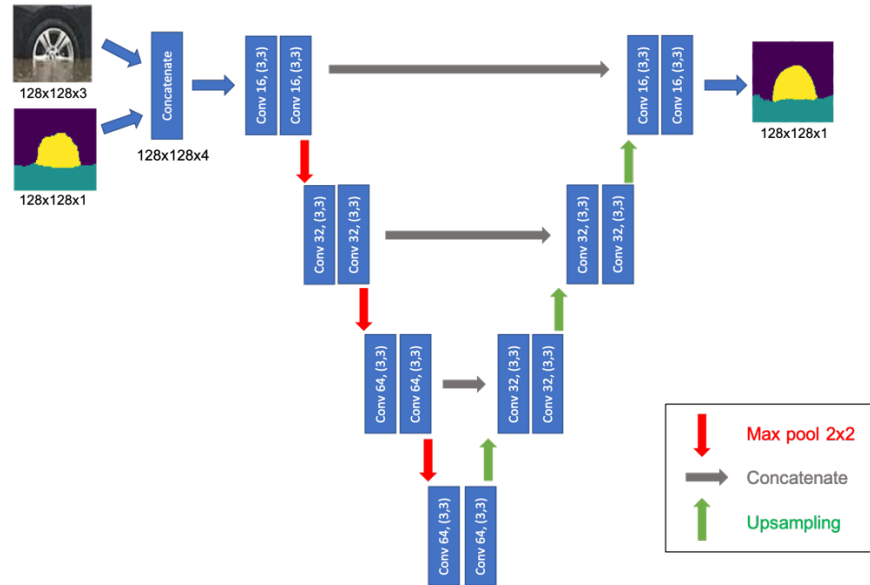 128x128x3
128x128x1
Concatenate
128x128x4
Conv 16, (3,3)
Conv 16, (3,3)
Conv 32, (3,3)
Conv 32, (3,3)
Conv 64, (3,3)
Conv 64, (3,3)
Conv 64, (3,3)
Conv 64, (3,3)
Conv 32, (3,3)
Conv 32, (3,3)
Conv 32, (3,3)
Conv 32, (3,3)
Conv 16, (3,3)
Conv 16, (3,3)
128x128x1
Max pool 2x2
Concatenate
Upsampling